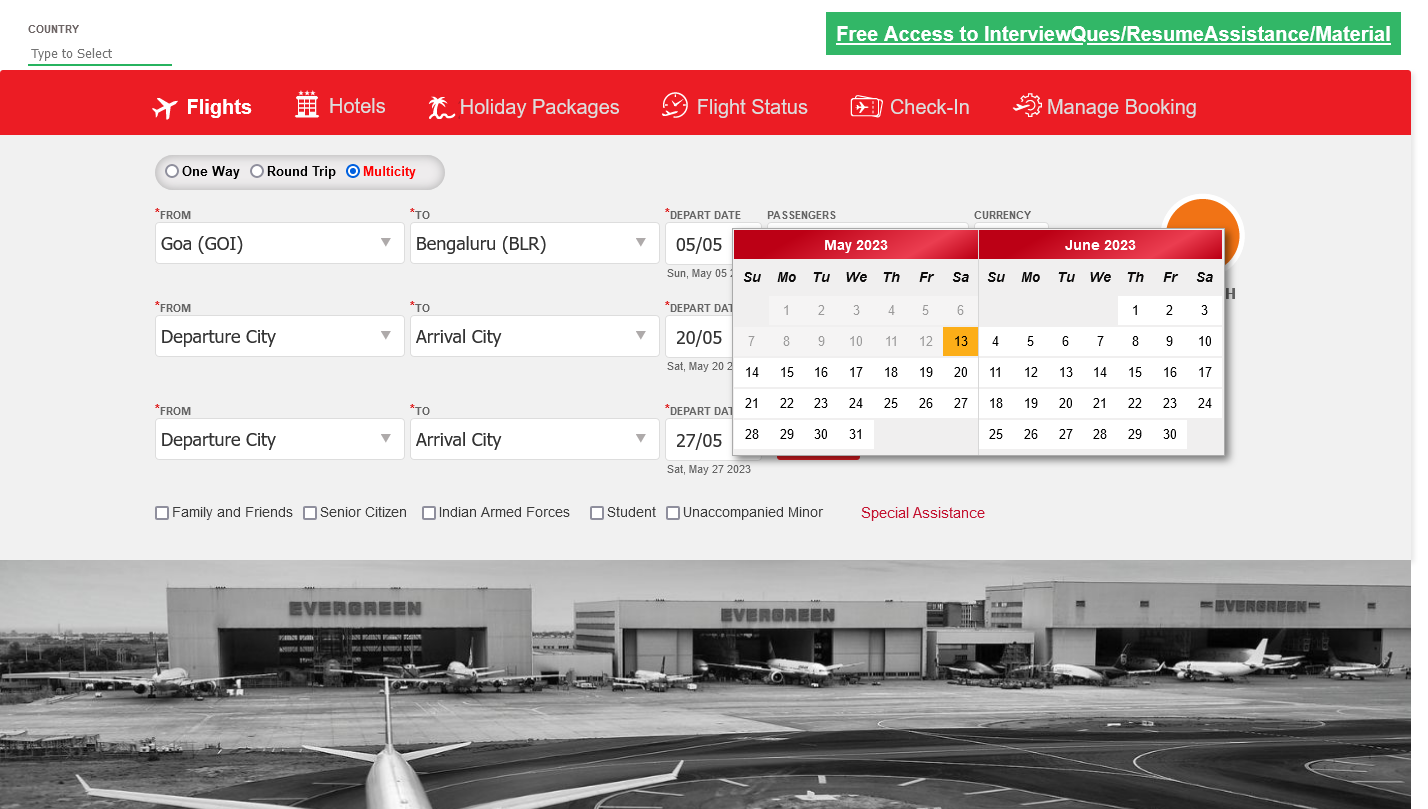 COUNTRY
Type to Select
Free Access to InterviewQues/ResumeAssistance/Material
Flights
Hotels
Holiday Packages
Flight Status
Check-In
Manage Booking
One Way
Round Trip
Multicity
*FROM
*TO
*DEPART DATE
PASSENGERS
CURRENCY
Goa (GOI)
Bengaluru (BLR)
05/05
Sun, May 05 2
*FROM
*TO
*DEPART DAT
Departure City
Arrival City
20/05
Sat, May 20 2
*FROM
*TO
*DEPART DAT
Departure City
Arrival City
27/05
Sat, May 27 2023
May 2023
Su Mo Tu We Th Fr Sa
1 2 3 4 5 6
7 8 9 10 11 12 13
14 15 16 17 18 19 20
21 22 23 24 25 26 27
28 29 30 31
June 2023
Su Mo Tu We Th Fr Sa
1 2 3
4 5 6 7 8 9 10
11 12 13 14 15 16 17
18 19 20 21 22 23 24
25 26 27 28 29 30
H
Family and Friends
Senior Citizen
Indian Armed Forces
Student
Unaccompanied Minor
Special Assistance
EVERGREEN
EVERGREEN
EVERGREEN